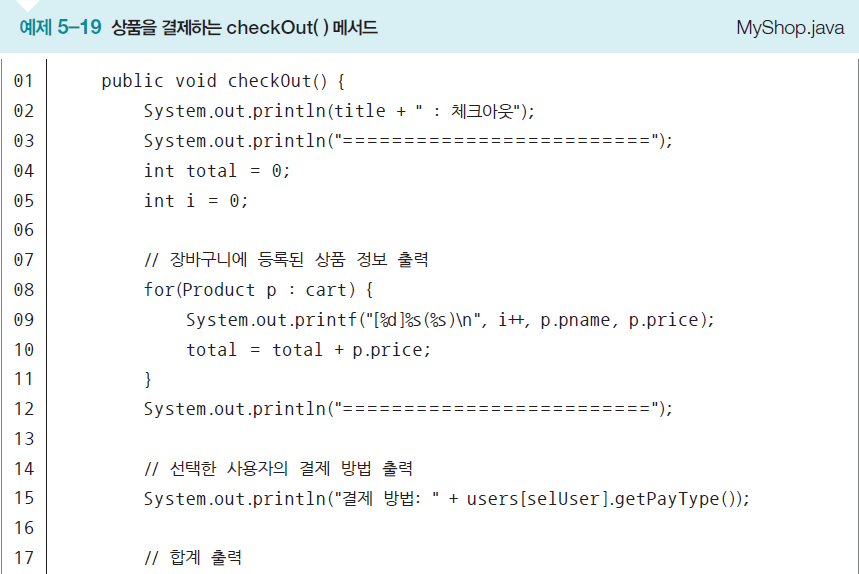 예제 5-19 상품을 결제하는 checkOut( ) 메서드 MyShop.java
01 public void checkOut() {
02 System.out.println(title + " : 체크아웃");
03 System.out.println("=========================");
04 int total = 0;
05 int i = 0;
06
07 // 장바구니에 등록된 상품 정보 출력
08 for(Product p : cart) {
09 System.out.printf("[%d]%s(%s)\n", i++, p.pname, p.price);
10 total = total + p.price;
11 }
12 System.out.println("=========================");
13
14 // 선택한 사용자의 결제 방법 출력
15 System.out.println("결제 방법: " + users[selUser].getPayType());
16
17 // 합계 출력